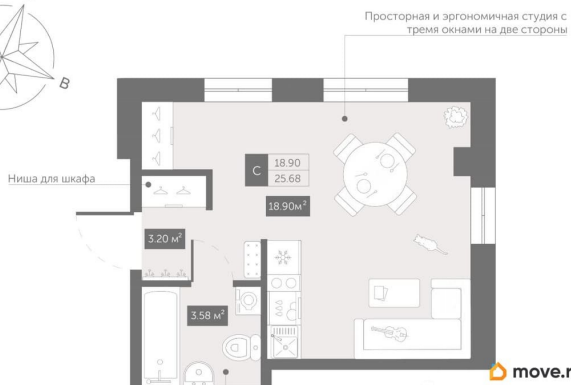 Просторная и эргономичная студия с
тремя окнами на две стороны
В
Ниша для шкафа
С
18.90
25.68
18.90м²
3.20 м²
3.58 м²
move.r